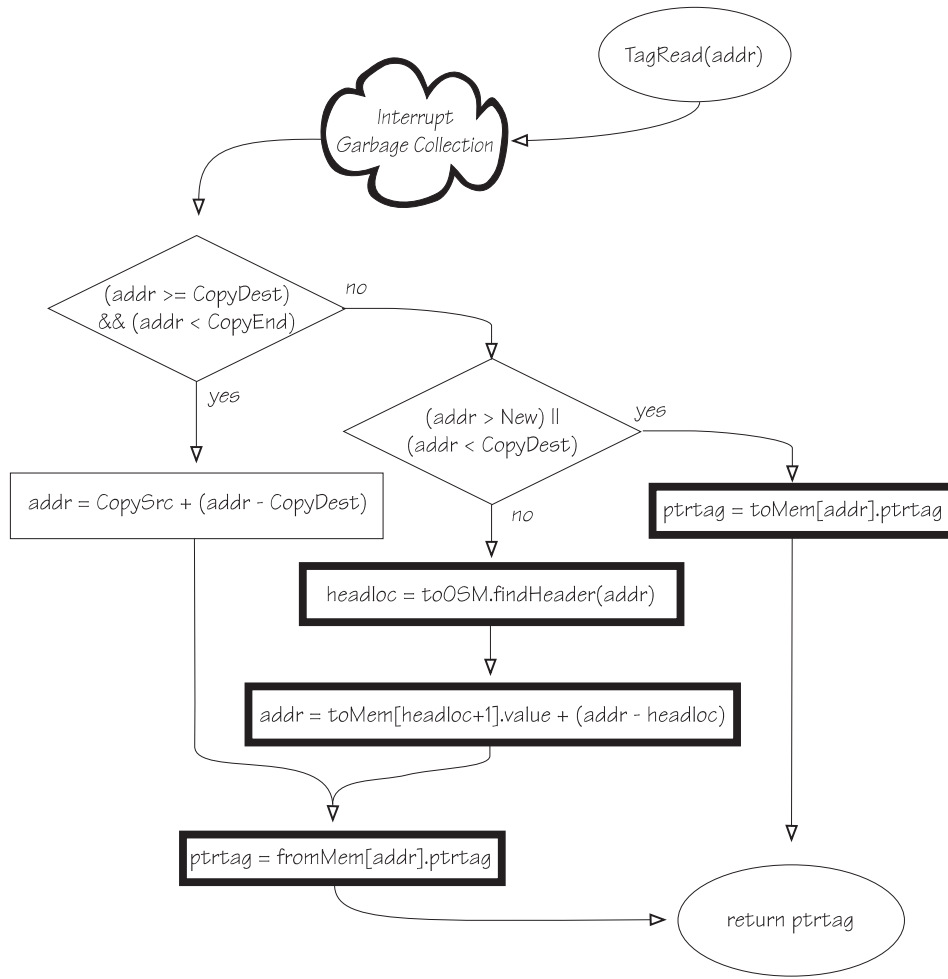 TagRead(addr)
Interrupt
Garbage Collection
(addr >= CopyDest)
&& (addr < CopyEnd)
no
yes
(addr > New) ||
(addr < CopyDest)
yes
no
addr = CopySrc + (addr - CopyDest)
ptrtag = toMem[addr].ptrtag
headloc = toOSM.findHeader(addr)
addr = toMem[headloc+1].value + (addr - headloc)
ptrtag = fromMem[addr].ptrtag
return ptrtag